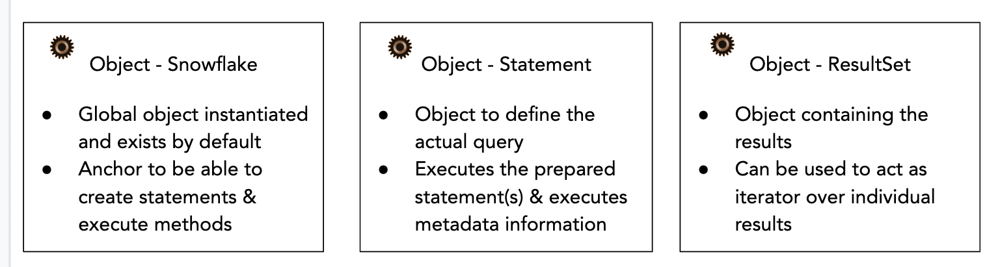 Object - Snowflake
● Global object instantiated
and exists by default
● Anchor to be able to
create statements &
execute methods
Object - Statement
● Object to define the
actual query
● Executes the prepared
statement(s) & executes
metadata information
Object - ResultSet
● Object containing the
results
● Can be used to act as
iterator over individual
results